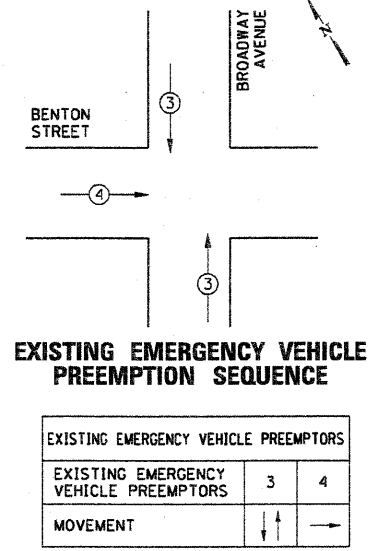 BROADWAY
AVENUE
N
BENTON
STREET
3
4
3
EXISTING EMERGENCY VEHICLE
PREEMPTION SEQUENCE
EXISTING EMERGENCY VEHICLE PREEMPTORS
EXISTING EMERGENCY
VEHICLE PREEMPTORS 3 4
MOVEMENT